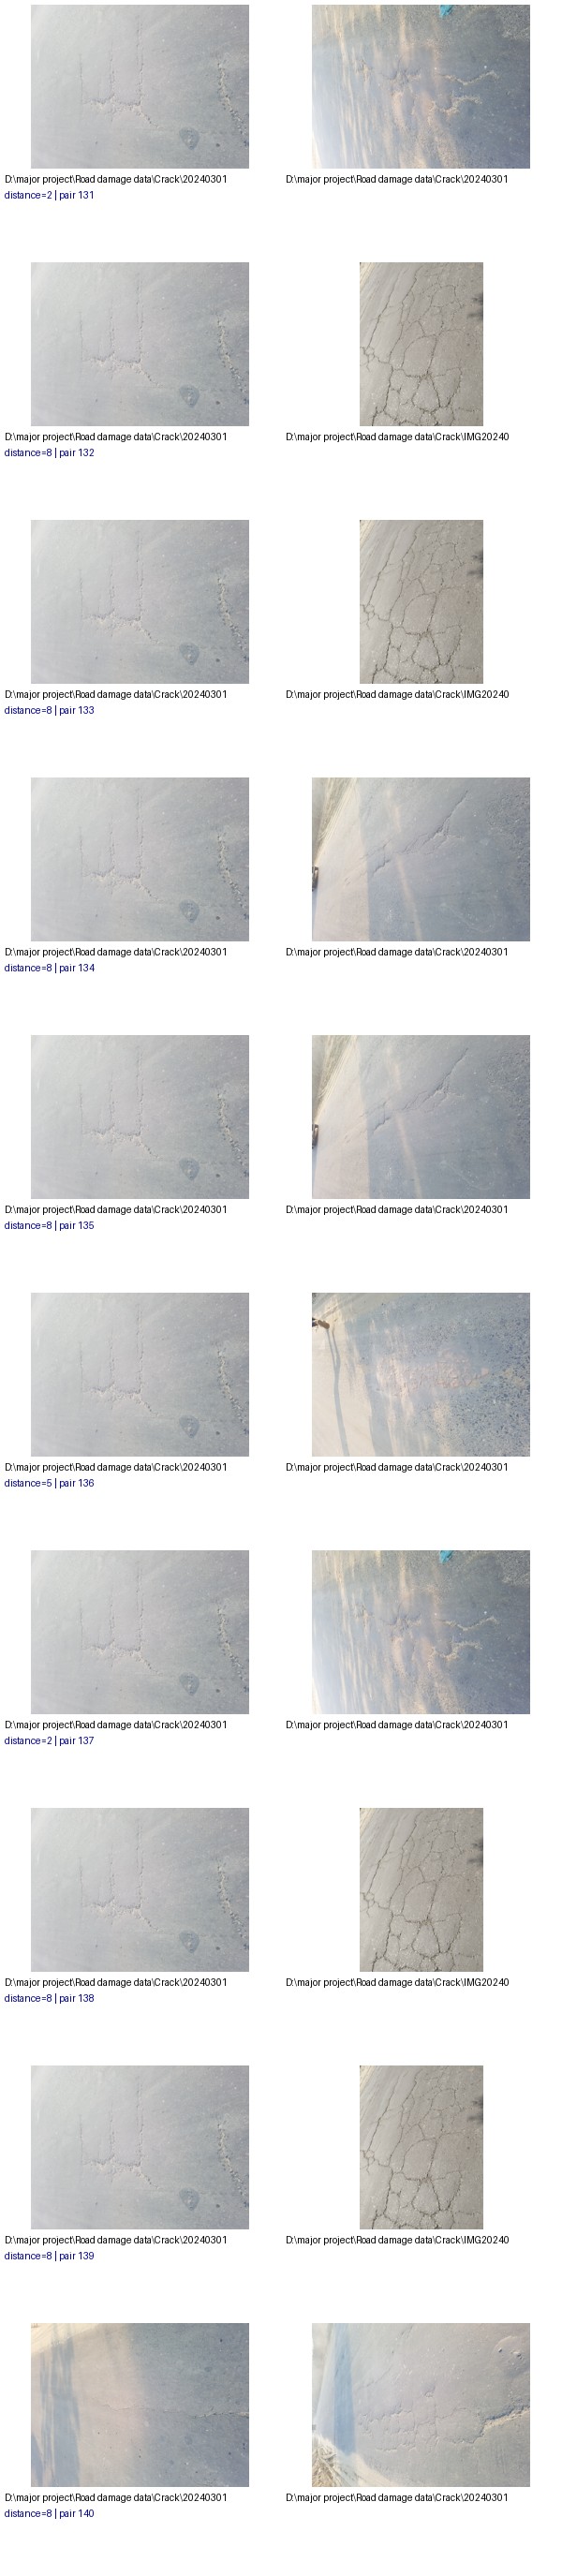 D:\major project\Road damage data\Crack\20240301 D:\major project\Road damage data\Crack\20240301
distance=2 | pair 131
D:\major project\Road damage data\Crack\20240301 D:\major project\Road damage data\Crack\IMG20240
distance=8 | pair 132
D:\major project\Road damage data\Crack\20240301 D:\major project\Road damage data\Crack\IMG20240
distance=8 | pair 133
D:\major project\Road damage data\Crack\20240301 D:\major project\Road damage data\Crack\20240301
distance=8 | pair 134
D:\major project\Road damage data\Crack\20240301 D:\major project\Road damage data\Crack\20240301
distance=8 | pair 135
D:\major project\Road damage data\Crack\20240301 D:\major project\Road damage data\Crack\20240301
distance=5 | pair 136
D:\major project\Road damage data\Crack\20240301 D:\major project\Road damage data\Crack\20240301
distance=2 | pair 137
D:\major project\Road damage data\Crack\20240301 D:\major project\Road damage data\Crack\IMG20240
distance=8 | pair 138
D:\major project\Road damage data\Crack\20240301 D:\major project\Road damage data\Crack\IMG20240
distance=8 | pair 139
D:\major project\Road damage data\Crack\20240301 D:\major project\Road damage data\Crack\20240301
distance=8 | pair 140